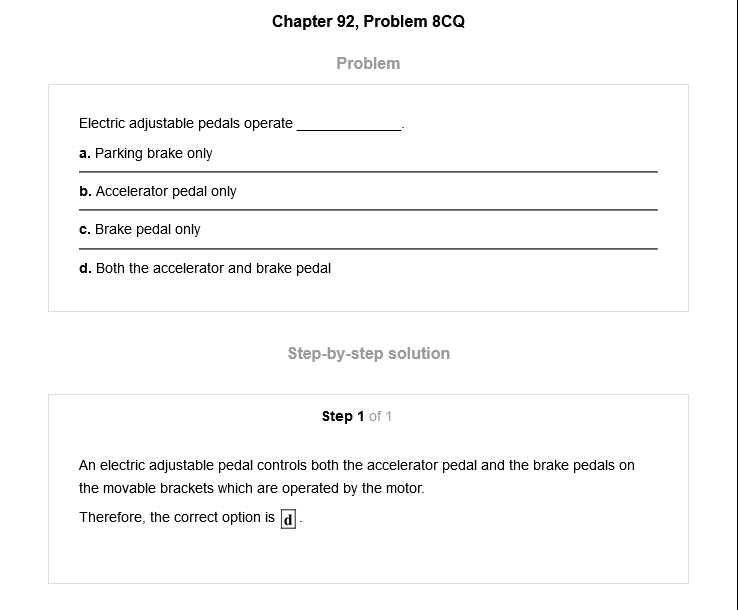 Chapter 92, Problem 8CQ
Problem
Electric adjustable pedals operate _____________.
a. Parking brake only
b. Accelerator pedal only
c. Brake pedal only
d. Both the accelerator and brake pedal
Step-by-step solution
Step 1 of 1
An electric adjustable pedal controls both the accelerator pedal and the brake pedals on
the movable brackets which are operated by the motor.
Therefore, the correct option is d.